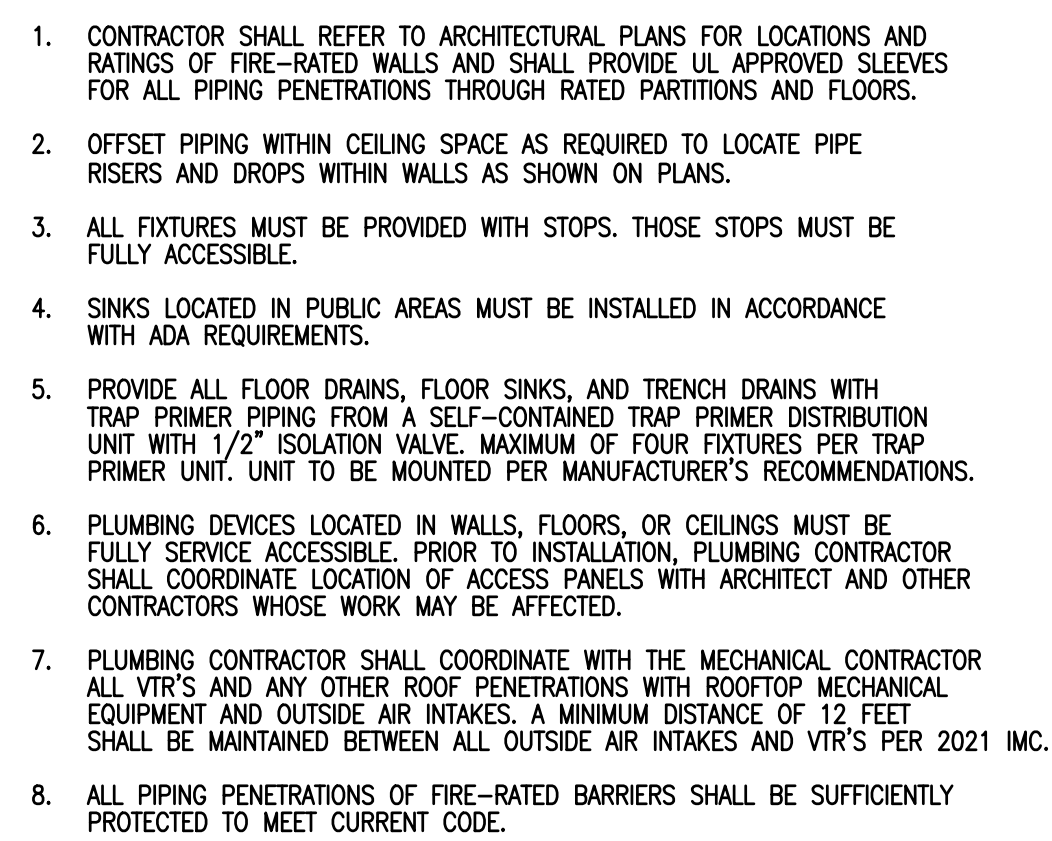 1. CONTRACTOR SHALL REFER TO ARCHITECTURAL PLANS FOR LOCATIONS AND
RATINGS OF FIRE-RATED WALLS AND SHALL PROVIDE UL APPROVED SLEEVES
FOR ALL PIPING PENETRATIONS THROUGH RATED PARTITIONS AND FLOORS.
2. OFFSET PIPING WITHIN CEILING SPACE AS REQUIRED TO LOCATE PIPE
RISERS AND DROPS WITHIN WALLS AS SHOWN ON PLANS.
3. ALL FIXTURES MUST BE PROVIDED WITH STOPS. THOSE STOPS MUST BE
FULLY ACCESSIBLE.
4. SINKS LOCATED IN PUBLIC AREAS MUST BE INSTALLED IN ACCORDANCE
WITH ADA REQUIREMENTS.
5. PROVIDE ALL FLOOR DRAINS, FLOOR SINKS, AND TRENCH DRAINS WITH
TRAP PRIMER PIPING FROM A SELF-CONTAINED TRAP PRIMER DISTRIBUTION
UNIT WITH 1/2" ISOLATION VALVE. MAXIMUM OF FOUR FIXTURES PER TRAP
PRIMER UNIT. UNIT TO BE MOUNTED PER MANUFACTURER'S RECOMMENDATIONS.
6. PLUMBING DEVICES LOCATED IN WALLS, FLOORS, OR CEILINGS MUST BE
FULLY SERVICE ACCESSIBLE. PRIOR TO INSTALLATION, PLUMBING CONTRACTOR
SHALL COORDINATE LOCATION OF ACCESS PANELS WITH ARCHITECT AND OTHER
CONTRACTORS WHOSE WORK MAY BE AFFECTED.
7. PLUMBING CONTRACTOR SHALL COORDINATE WITH THE MECHANICAL CONTRACTOR
ALL VTR'S AND ANY OTHER ROOF PENETRATIONS WITH ROOFTOP MECHANICAL
EQUIPMENT AND OUTSIDE AIR INTAKES. A MINIMUM DISTANCE OF 12 FEET
SHALL BE MAINTAINED BETWEEN ALL OUTSIDE AIR INTAKES AND VTR'S PER 2021 IMC.
8. ALL PIPING PENETRATIONS OF FIRE-RATED BARRIERS SHALL BE SUFFICIENTLY
PROTECTED TO MEET CURRENT CODE.